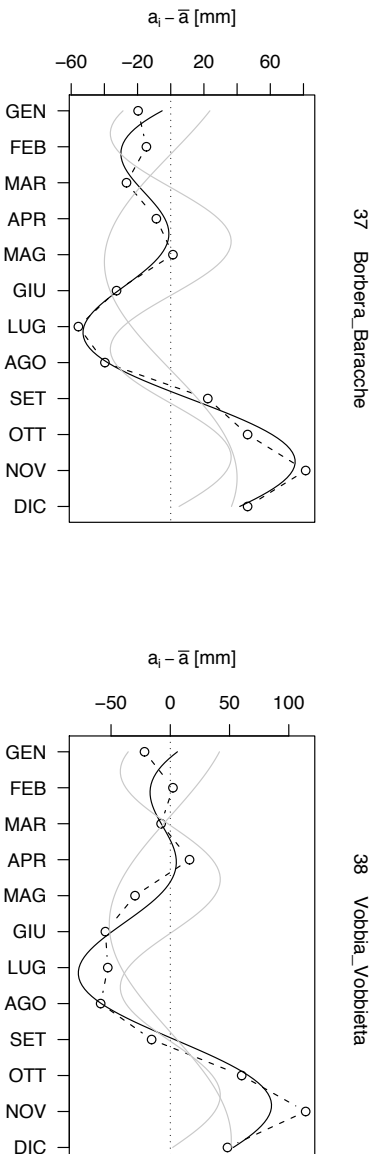 37 Borbera_Baracche
a_i – a̅ [mm]
−60 −20 20 60
GEN
FEB
MAR
APR
MAG
GIU
LUG
AGO
SET
OTT
NOV
DIC
38 Vobbia_Vobbietta
a_i – a̅ [mm]
−50 0 50 100
GEN
FEB
MAR
APR
MAG
GIU
LUG
AGO
SET
OTT
NOV
DIC